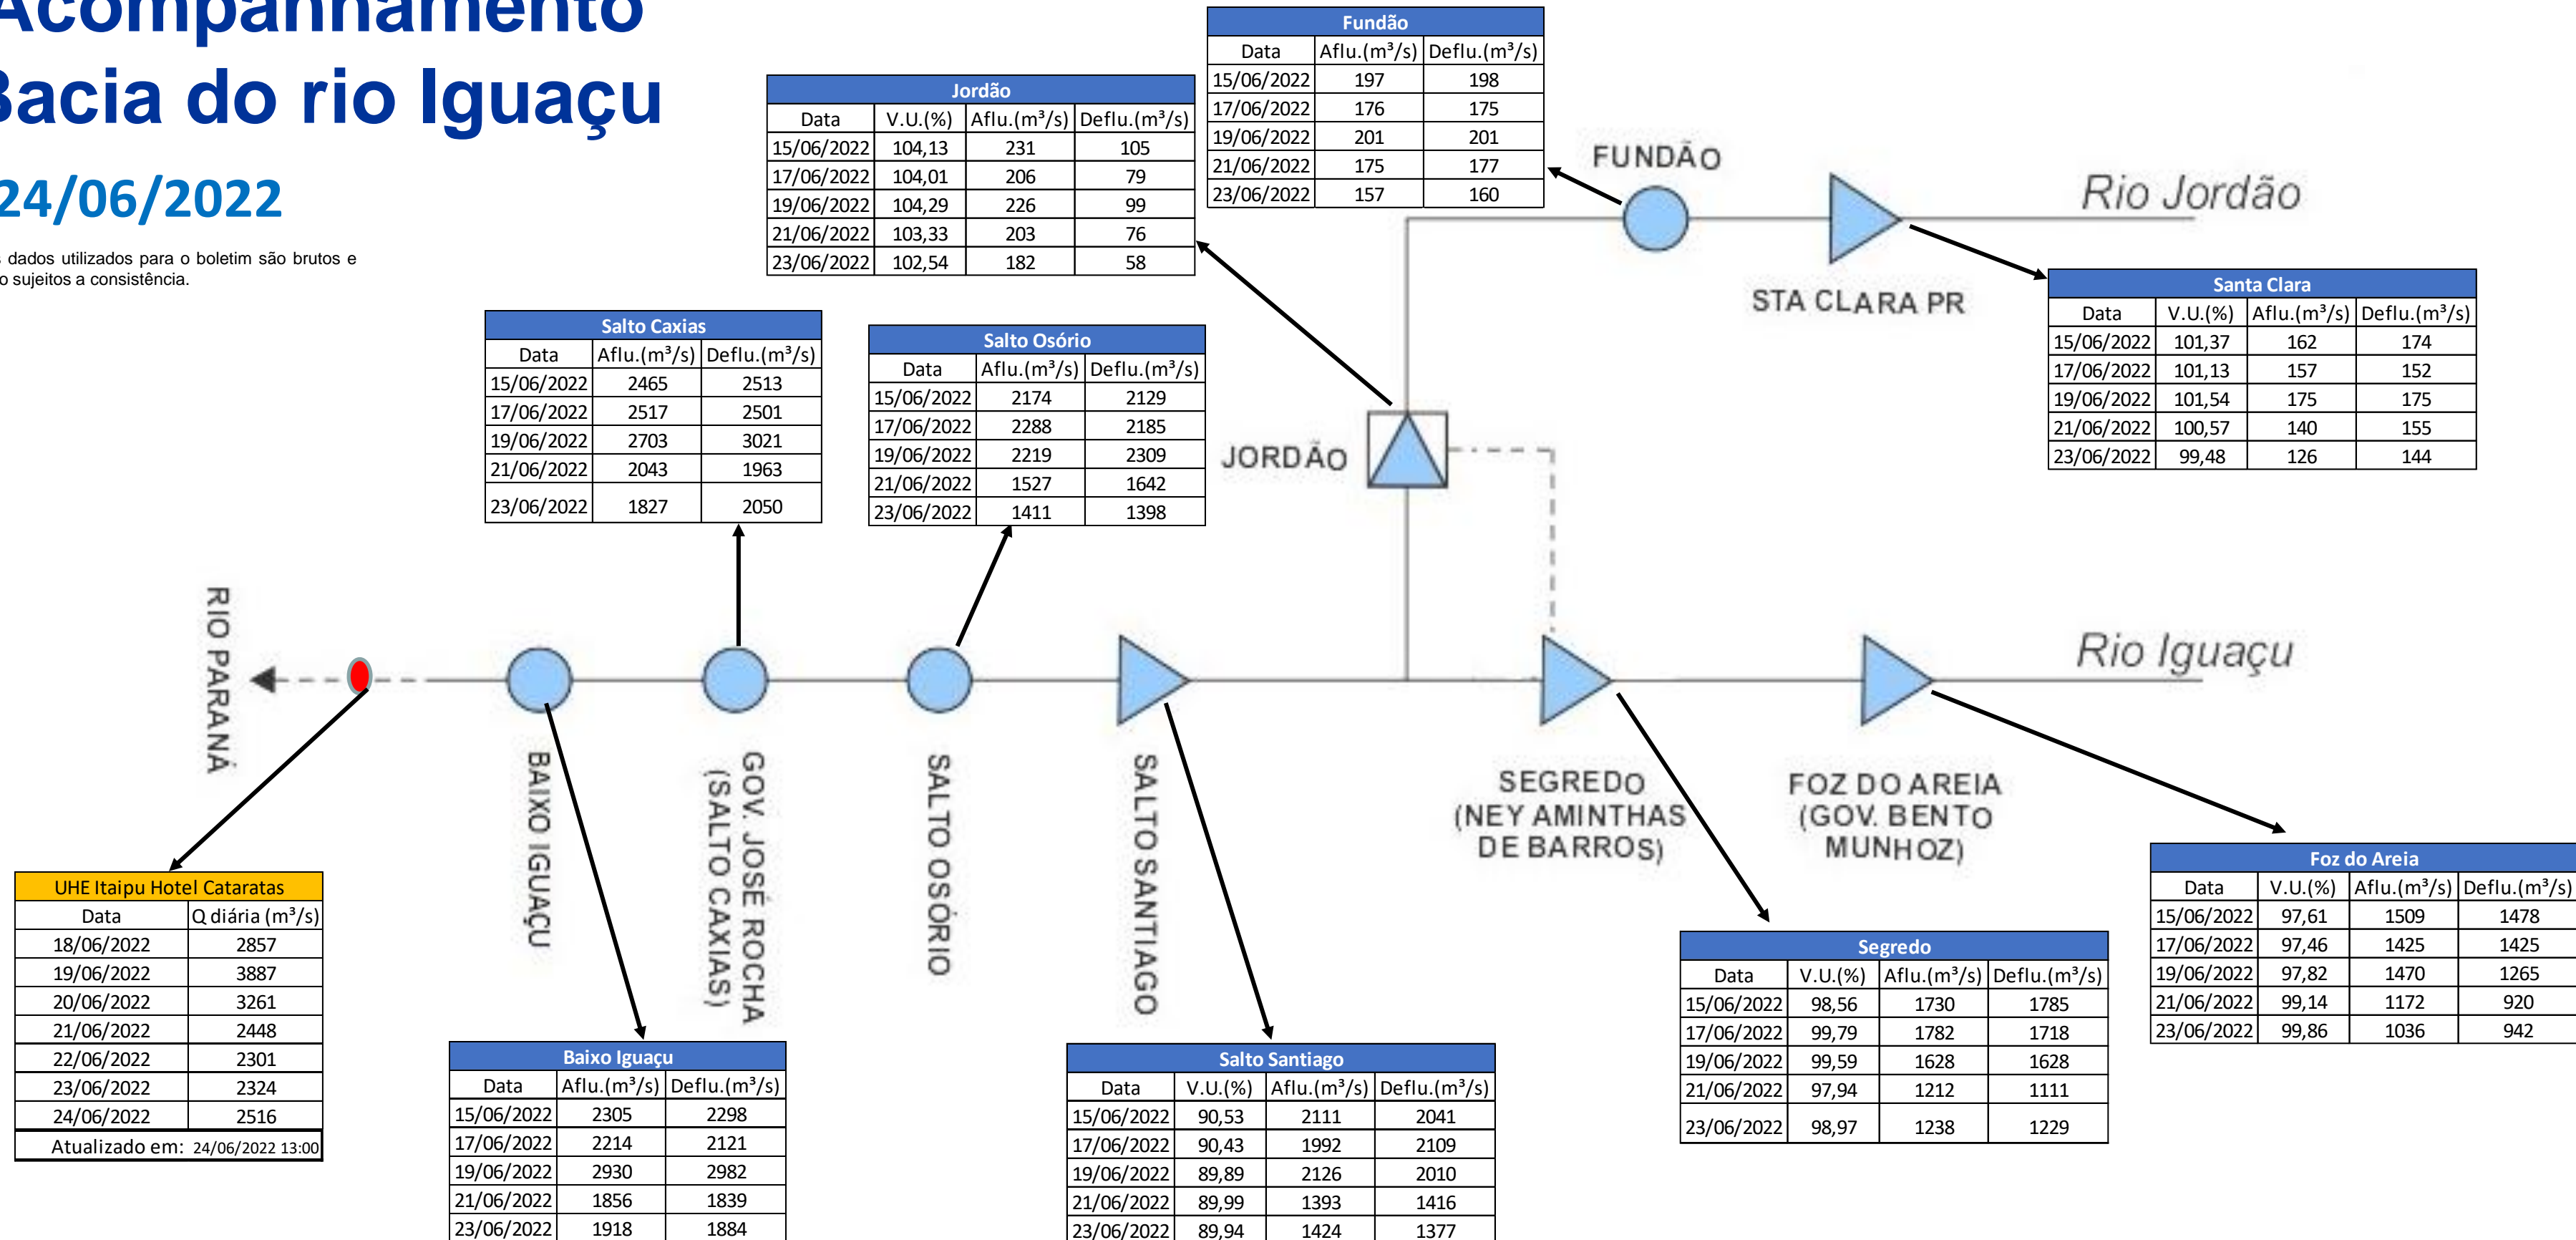 Acompanhamento
Bacia do rio Iguaçu
24/06/2022
dados utilizados para o boletim são brutos e
sujeitos a consistência.
Fundão
Data Aflu.(m³/s) Deflu.(m³/s)
15/06/2022 197 198
17/06/2022 176 175
19/06/2022 201 201
21/06/2022 175 177
23/06/2022 157 160
Jordão
Data V.U.(%) Aflu.(m³/s) Deflu.(m³/s)
15/06/2022 104,13 231 105
17/06/2022 104,01 206 79
19/06/2022 104,29 226 99
21/06/2022 103,33 203 76
23/06/2022 102,54 182 58
FUNDÃO
Rio Jordão
STA CLARA PR
Santa Clara
Data V.U.(%) Aflu.(m³/s) Deflu.(m³/s)
15/06/2022 101,37 162 174
17/06/2022 101,13 157 152
19/06/2022 101,54 175 175
21/06/2022 100,57 140 155
23/06/2022 99,48 126 144
Salto Caxias
Data Aflu.(m³/s) Deflu.(m³/s)
15/06/2022 2465 2513
17/06/2022 2517 2501
19/06/2022 2703 3021
21/06/2022 2043 1963
23/06/2022 1827 2050
Salto Osório
Data Aflu.(m³/s) Deflu.(m³/s)
15/06/2022 2174 2129
17/06/2022 2288 2185
19/06/2022 2219 2309
21/06/2022 1527 1642
23/06/2022 1411 1398
JORDÃO
RIO PARANÁ
Rio Iguaçu
BAIXO IGUAÇU
GOV. JOSÉ ROCHA
(SALTO CAXIAS)
SALTO OSÓRIO
SALTO SANTIAGO
SEGREDO
(NEY AMINTHAS
DE BARROS)
FOZ DO AREIA
(GOV. BENTO
MUNHOZ)
UHE Itaipu Hotel Cataratas
Data Q diária (m³/s)
18/06/2022 2857
19/06/2022 3887
20/06/2022 3261
21/06/2022 2448
22/06/2022 2301
23/06/2022 2324
24/06/2022 2516
Atualizado em: 24/06/2022 13:00
Baixo Iguaçu
Data Aflu.(m³/s) Deflu.(m³/s)
15/06/2022 2305 2298
17/06/2022 2214 2121
19/06/2022 2930 2982
21/06/2022 1856 1839
23/06/2022 1918 1884
Salto Santiago
Data V.U.(%) Aflu.(m³/s) Deflu.(m³/s)
15/06/2022 90,53 2111 2041
17/06/2022 90,43 1992 2109
19/06/2022 89,89 2126 2010
21/06/2022 89,99 1393 1416
23/06/2022 89,94 1424 1377
Segredo
Data V.U.(%) Aflu.(m³/s) Deflu.(m³/s)
15/06/2022 98,56 1730 1785
17/06/2022 99,79 1782 1718
19/06/2022 99,59 1628 1628
21/06/2022 97,94 1212 1111
23/06/2022 98,97 1238 1229
Foz do Areia
Data V.U.(%) Aflu.(m³/s) Deflu.(m³/s)
15/06/2022 97,61 1509 1478
17/06/2022 97,46 1425 1425
19/06/2022 97,82 1470 1265
21/06/2022 99,14 1172 920
23/06/2022 99,86 1036 942